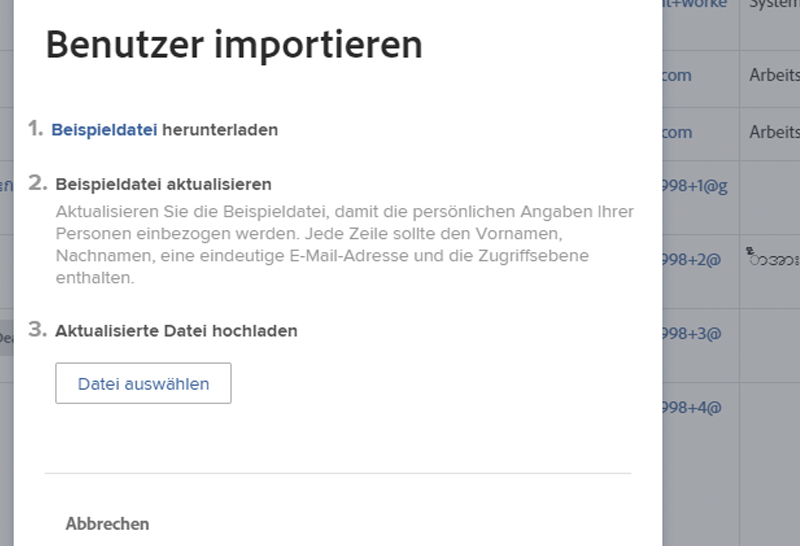 Benutzer importieren
1. Beispieldatei herunterladen
2. Beispieldatei aktualisieren
Aktualisieren Sie die Beispieldatei, damit die persönlichen Angaben Ihrer
Personen einbezogen werden. Jede Zeile sollte den Vornamen,
Nachnamen, eine eindeutige E-Mail-Adresse und die Zugriffsebene
enthalten.
3. Aktualisierte Datei hochladen
Datei auswählen
Abbrechen
com
Arbeits
com
Arbeits
998+1@g
998+2@
998+3@
998+4@